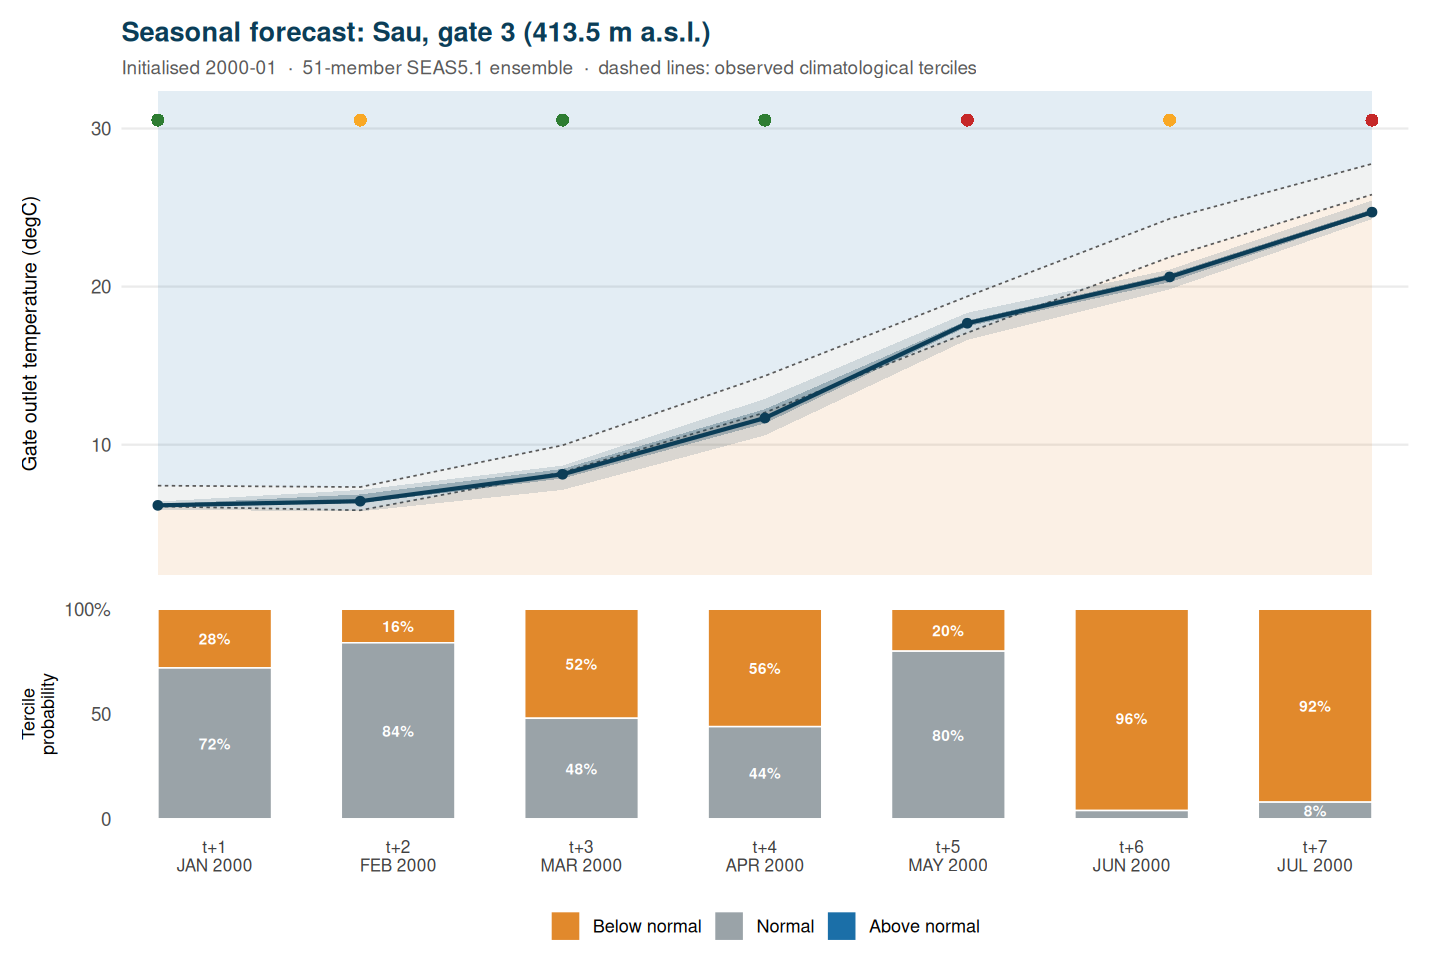 Seasonal forecast: Sau, gate 3 (413.5 m a.s.l.)
Initialised 2000-01 · 51-member SEAS5.1 ensemble · dashed lines: observed climatological terciles
Gate outlet temperature (degC)
30
20
10
Tercile
probability
100%
50
0
28%
16%
52%
56%
20%
96%
92%
72%
84%
48%
44%
80%
8%
t+1
JAN 2000
t+2
FEB 2000
t+3
MAR 2000
t+4
APR 2000
t+5
MAY 2000
t+6
JUN 2000
t+7
JUL 2000
Below normal
Normal
Above normal